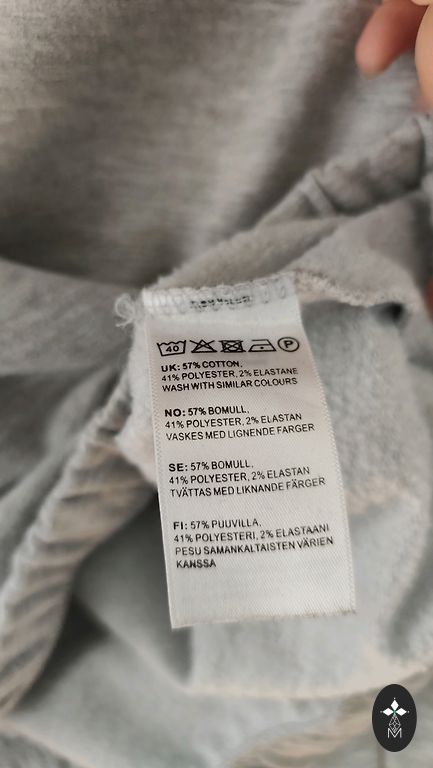 40
P
UK: 57% COTTON,
41% POLYESTER, 2% ELASTANE
WASH WITH SIMILAR COLOURS
NO: 57% BOMULL,
41% POLYESTER, 2% ELASTAN
VASKES MED LIGNENDE FARGER
SE: 57% BOMULL,
41% POLYESTER, 2% ELASTAN
TVÄTTAS MED LIKNANDE FÄRGER
FI: 57% PUUVILLA,
41% POLYESTERI, 2% ELASTAANI
PESU SAMANKALTAISTEN VÄRIEN
KANSSA
M